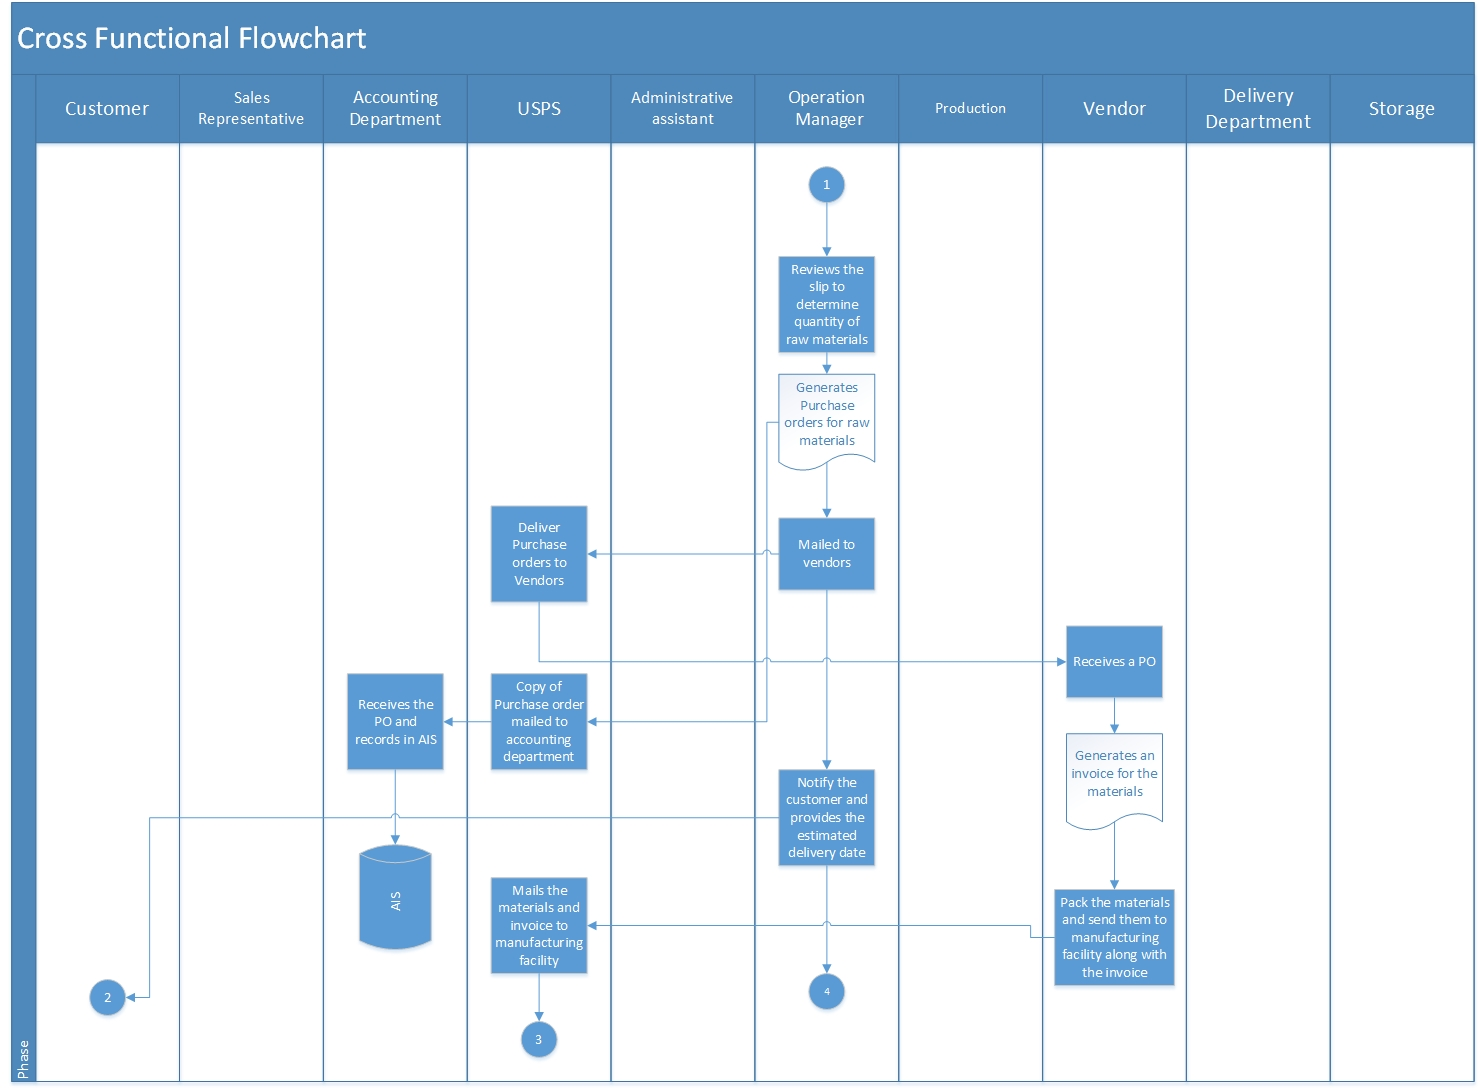 Cross Functional Flowchart
Customer
Sales
Representative
Accounting
Department
USPS
Administrative
assistant
Operation
Manager
Production
Vendor
Delivery
Department
Storage
1
Reviews the
slip to
determine
quantity of
raw materials
Generates
Purchase
orders for raw
materials
Deliver
Purchase
orders to
Vendors
Mailed to
vendors
Receives a PO
Receives the
PO and
records in AIS
Copy of
Purchase order
mailed to
accounting
department
Generates an
invoice for the
materials
Notify the
customer and
provides the
estimated
delivery date
AIS
Mails the
materials and
invoice to
manufacturing
facility
Pack the materials
and send them to
manufacturing
facility along with
the invoice
2
4
3
Phase